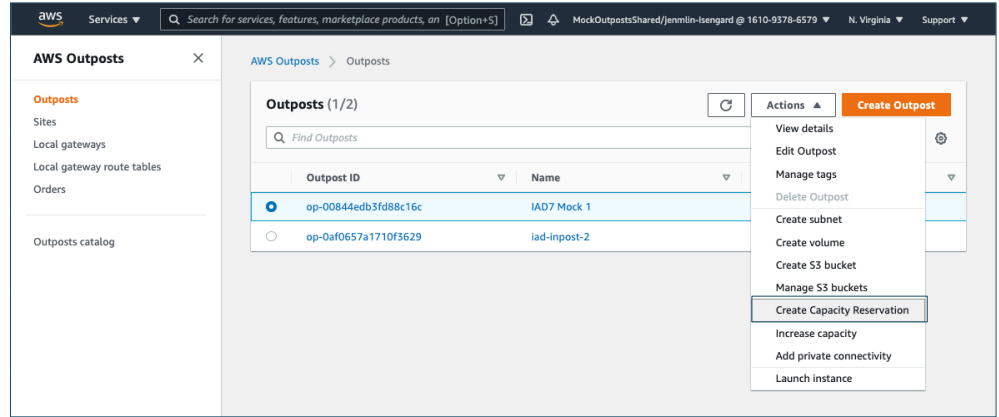 aws Services ▼ Search for services, features, marketplace products, an [Option+S] MockOutpostsShared/jenmlin-Isengard @ 1610-9378-6579 ▼ N. Virginia ▼ Support ▼
AWS Outposts
Outposts
Sites
Local gateways
Local gateway route tables
Orders
Outposts catalog
AWS Outposts > Outposts
Outposts (1/2)
Actions ▲ Create Outpost
Find Outposts
Outpost ID Name
op-00844edb3fd88c16c IAD7 Mock 1
op-0af0657a1710f3629 iad-inpost-2
View details
Edit Outpost
Manage tags
Delete Outpost
Create subnet
Create volume
Create S3 bucket
Manage S3 buckets
Create Capacity Reservation
Increase capacity
Add private connectivity
Launch instance